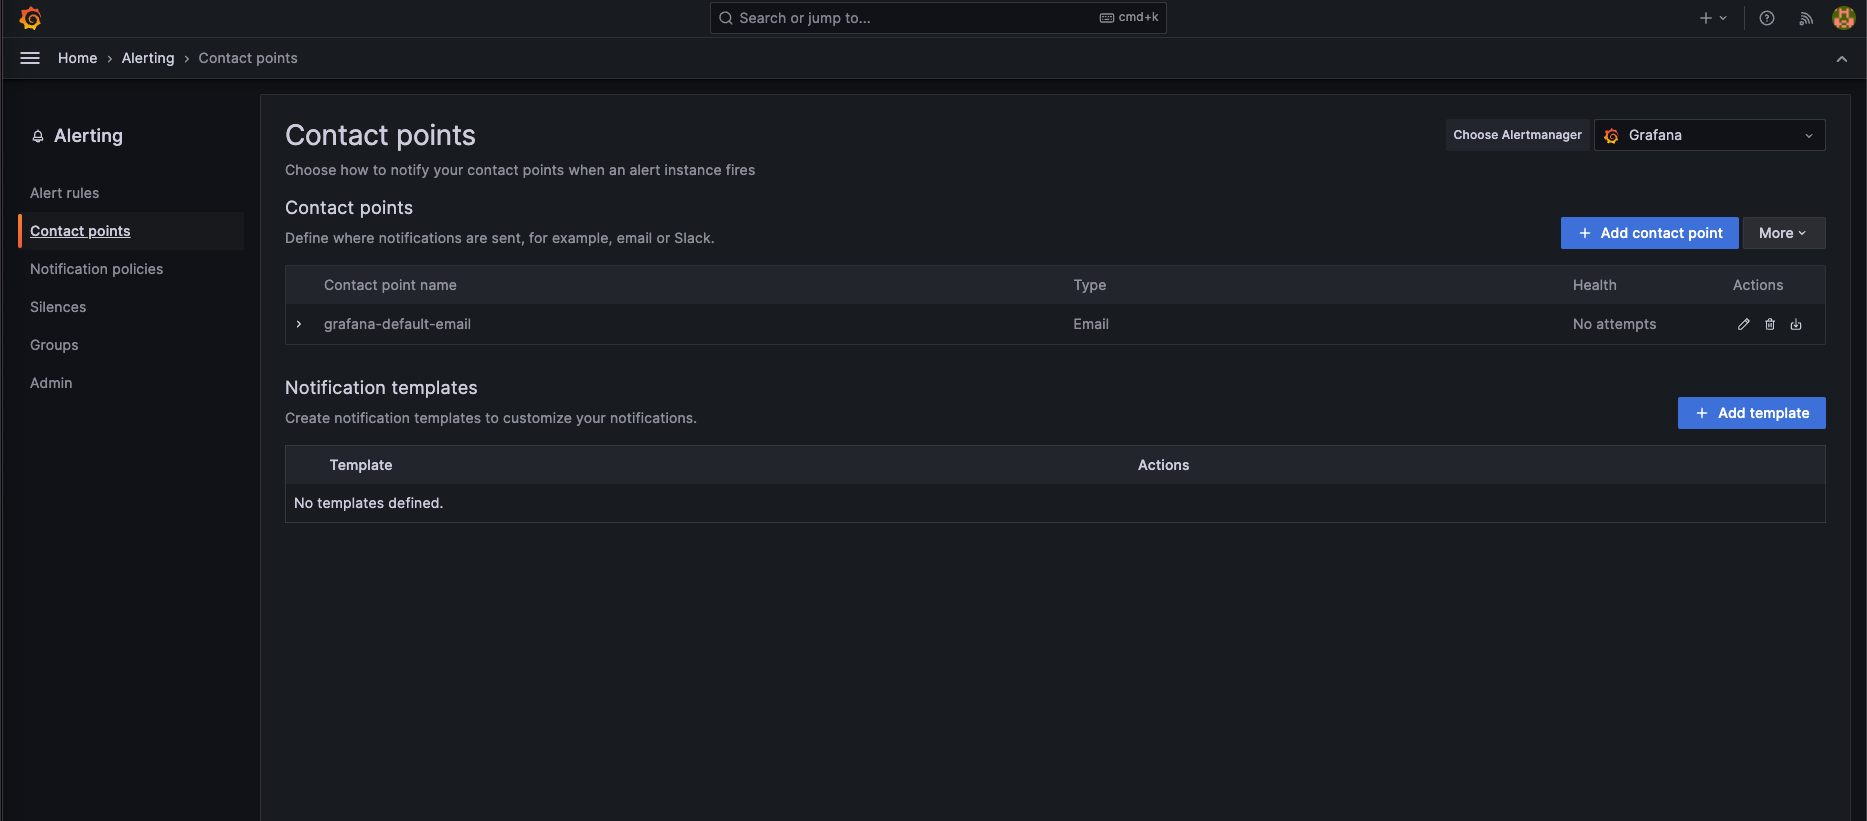 Search or jump to...
cmd+k
Home › Alerting › Contact points
Alerting
Alert rules
Contact points
Notification policies
Silences
Groups
Admin
Contact points
Choose Alertmanager
Grafana
Choose how to notify your contact points when an alert instance fires
Contact points
Define where notifications are sent, for example, email or Slack.
+ Add contact point
More
Contact point name
Type
Health
Actions
grafana-default-email
Email
No attempts
Notification templates
Create notification templates to customize your notifications.
+ Add template
Template
Actions
No templates defined.